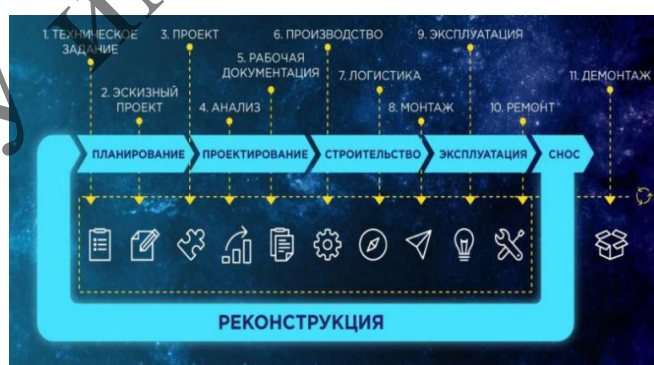 1. ТЕХНИЧЕСКОЕ
ЗАДАНИЕ
3. ПРОЕКТ
6. ПРОИЗВОДСТВО
9. ЭКСПЛУАТАЦИЯ
5. РАБОЧАЯ
ДОКУМЕНТАЦИЯ
7. ЛОГИСТИКА
11. ДЕМОНТАЖ
2. ЭСКИЗНЫЙ
ПРОЕКТ
4. АНАЛИЗ
8. МОНТАЖ
10. РЕМОНТ
ПЛАНИРОВАНИЕ
ПРОЕКТИРОВАНИЕ
СТРОИТЕЛЬСТВО
ЭКСПЛУАТАЦИЯ
СНОС
РЕКОНСТРУКЦИЯ